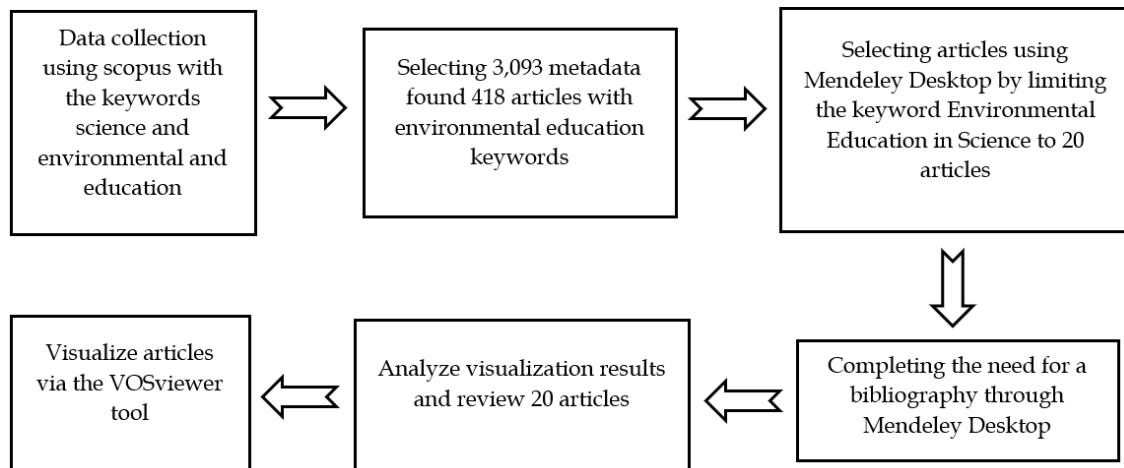 Data collection
using scopus with
the keywords
science and
environmental and
education
Selecting 3,093 metadata
found 418 articles with
environmental education
keywords
Selecting articles using
Mendeley Desktop by limiting
the keyword Environmental
Education in Science to 20
articles
Completing the need for a
bibliography through
Mendeley Desktop
Analyze visualization results
and review 20 articles
Visualize articles
via the VOSviewer
tool